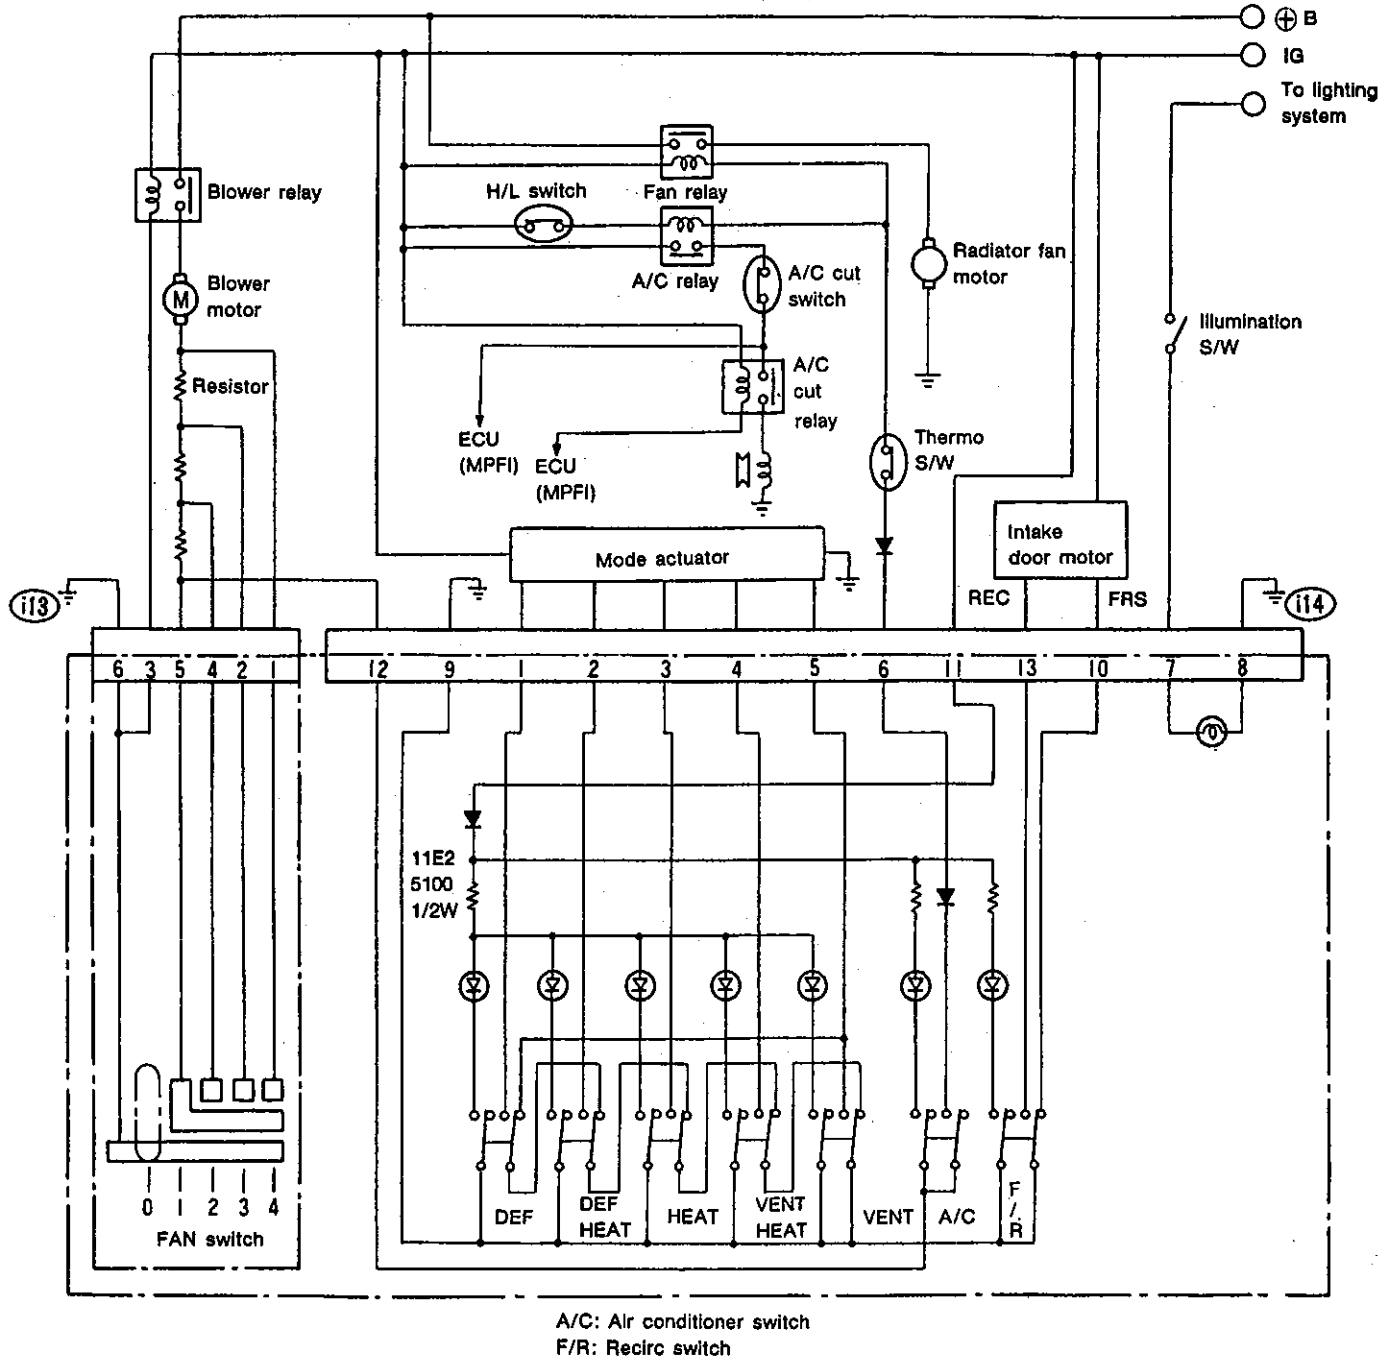 ⊕ B
IG
To lighting
system
Blower relay
H/L switch
Fan relay
A/C relay
A/C cut
switch
Radiator fan
motor
Blower
motor
M
Illumination
S/W
Resistor
A/C
cut
relay
ECU
(MPFI)
ECU
(MPFI)
Thermo
S/W
Mode actuator
Intake
door motor
REC
FRS
i13
i14
6 3 5 4 2 1
12 9 1 2 3 4 5 6 11 13 10 7 8
11E2
5100
1/2W
0 1 2 3 4
FAN switch
DEF
DEF
HEAT
HEAT
VENT
HEAT
VENT
A/C
F
/
R
A/C: Air conditioner switch
F/R: Recirc switch